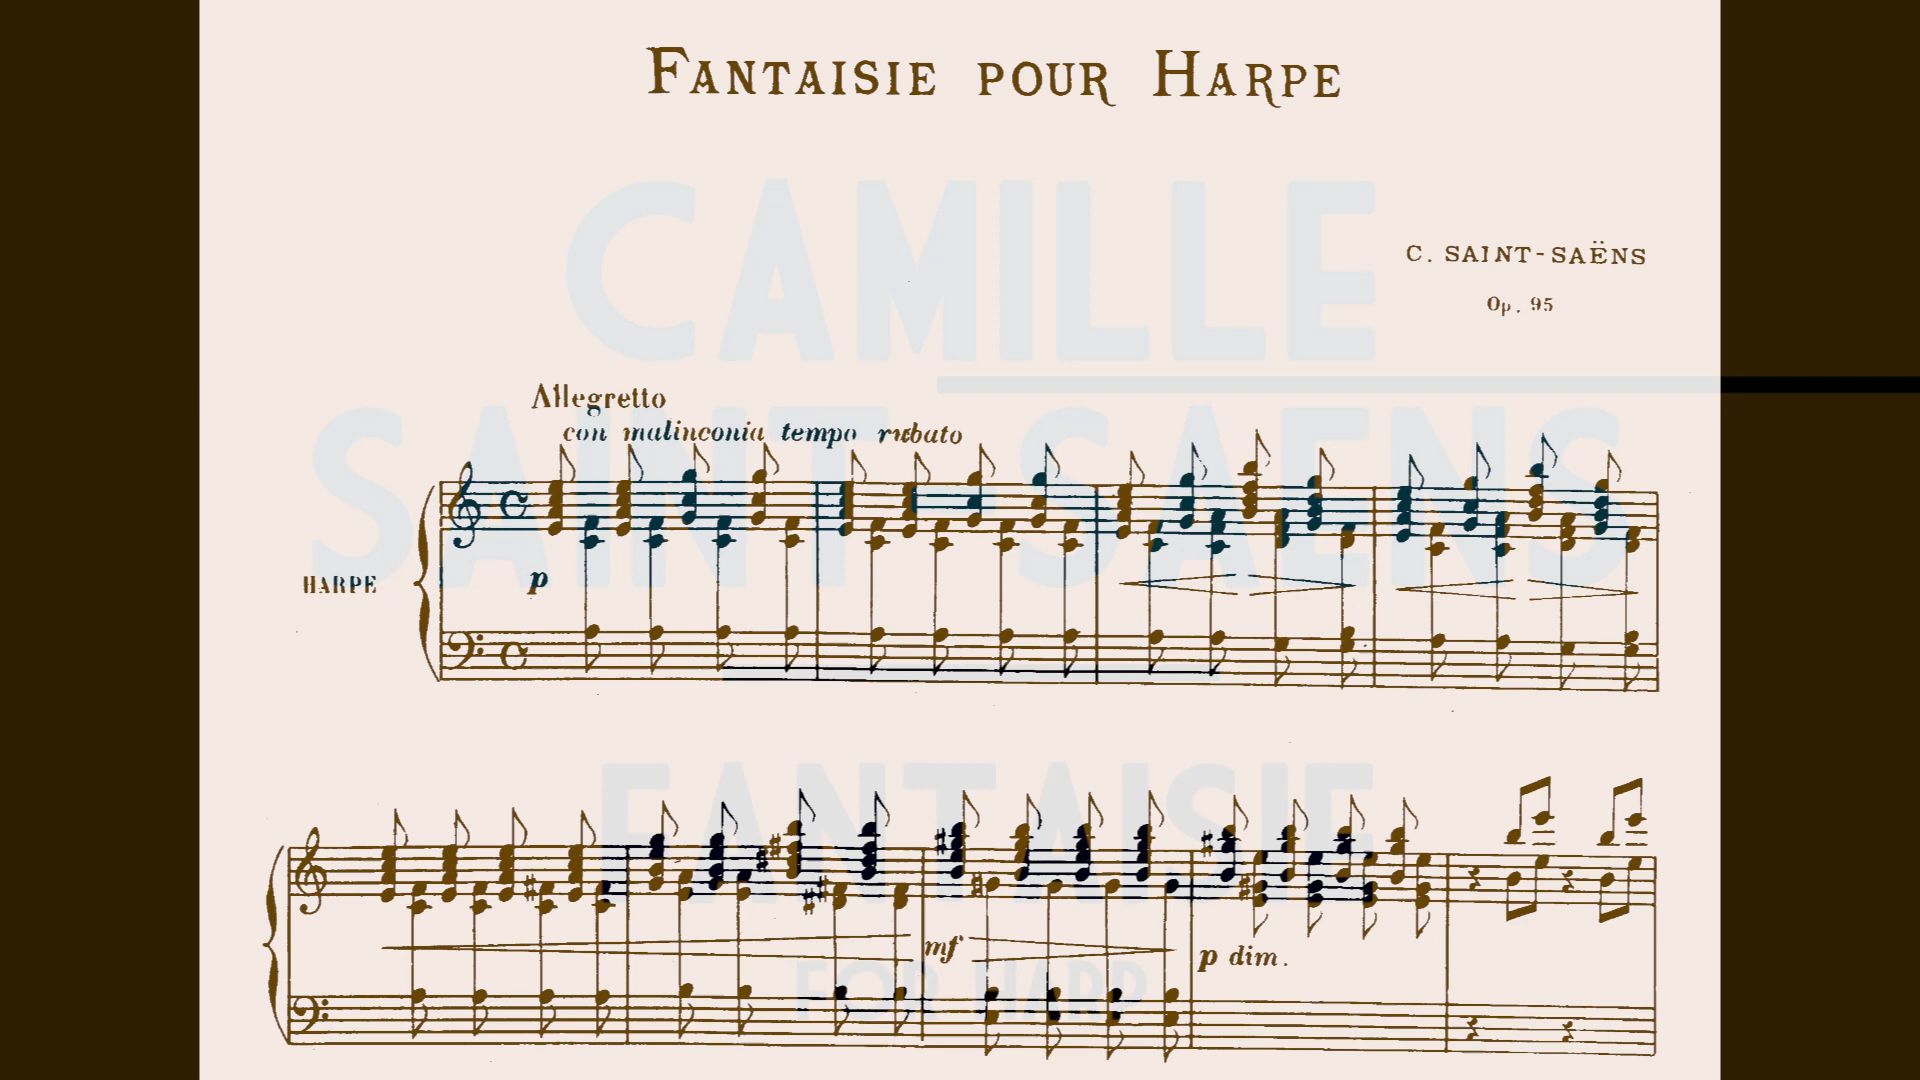 FANTAISIE POUR HARPE
CAMILLE
C. SAINT-SAËNS
Op. 95
Allegretto
con malinconia tempo rubato
SAINT-SAENS
HARPE
p
FANTAISIE
mf
p dim.
FOR HARP